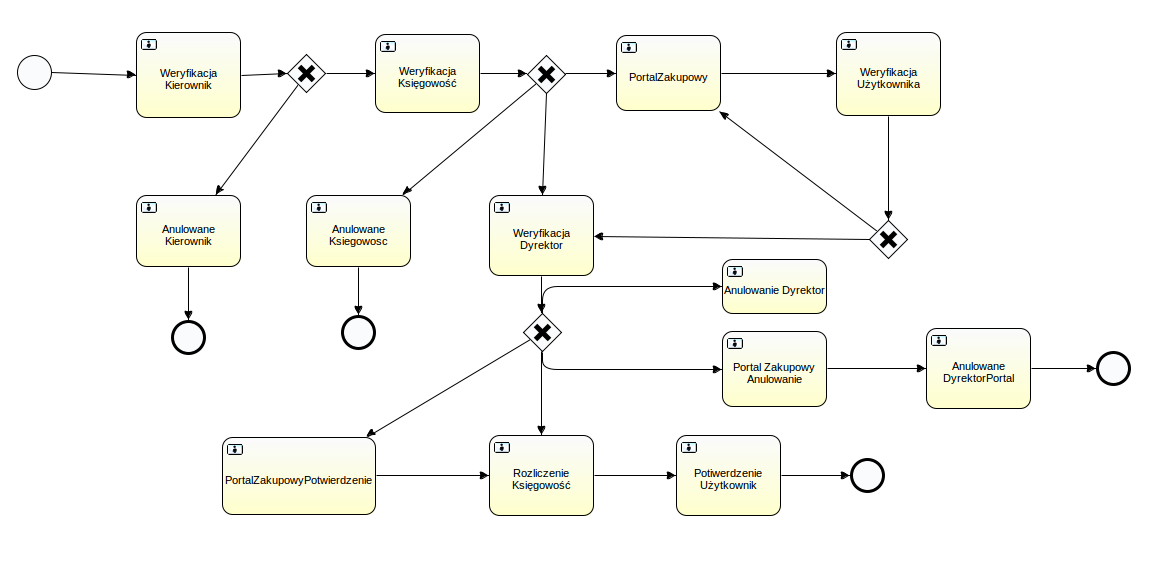 Weryfikacja
Kierownik
Weryfikacja
Księgowość
PortalZakupowy
Weryfikacja
Użytkownika
Anulowane
Kierownik
Anulowane
Ksiegowosc
Weryfikacja
Dyrektor
Anulowanie Dyrektor
Portal Zakupowy
Anulowanie
Anulowane
DyrektorPortal
PortalZakupowyPotwierdzenie
Rozliczenie
Księgowość
Potiwerdzenie
Użytkownik